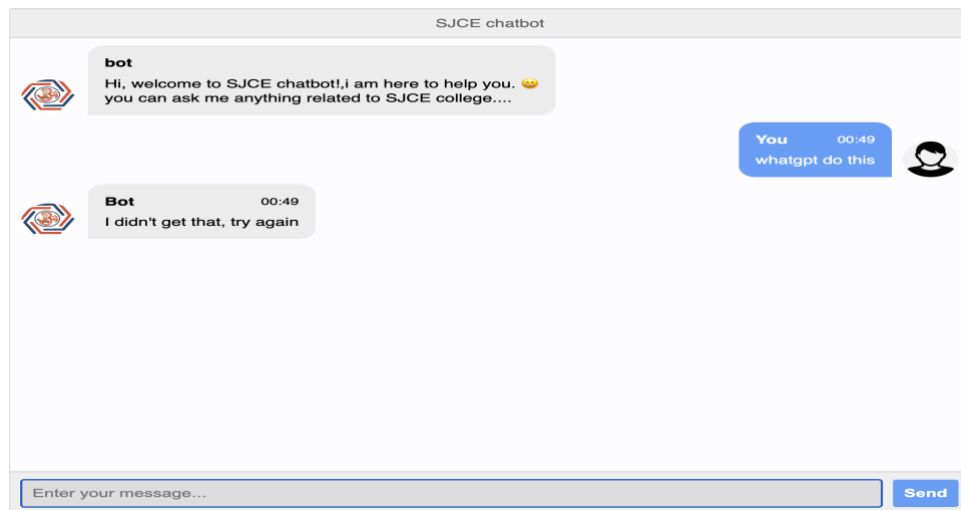 SJCE chatbot
bot
Hi, welcome to SJCE chatbot!,i am here to help you. 😄
you can ask me anything related to SJCE college....
You 00:49
whatgpt do this
Bot 00:49
I didn't get that, try again
Enter your message...
Send